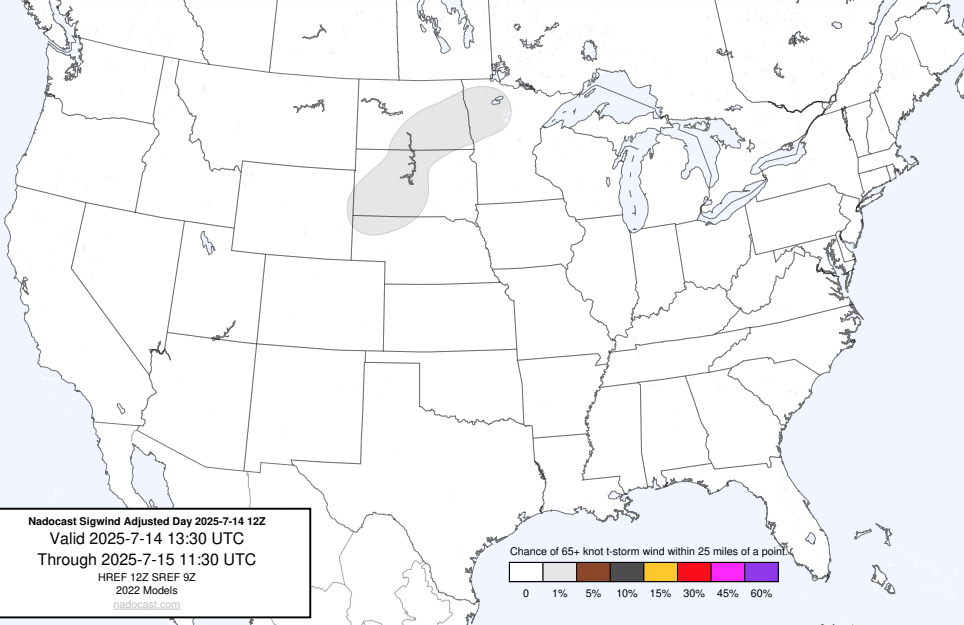 Nadocast Sigwind Adjusted Day 2025-7-14 12Z
Valid 2025-7-14 13:30 UTC
Through 2025-7-15 11:30 UTC
HREF 12Z SREF 9Z
2022 Models
nadocast.com
Chance of 65+ knot t-storm wind within 25 miles of a point.
0 1% 5% 10% 15% 30% 45% 60%